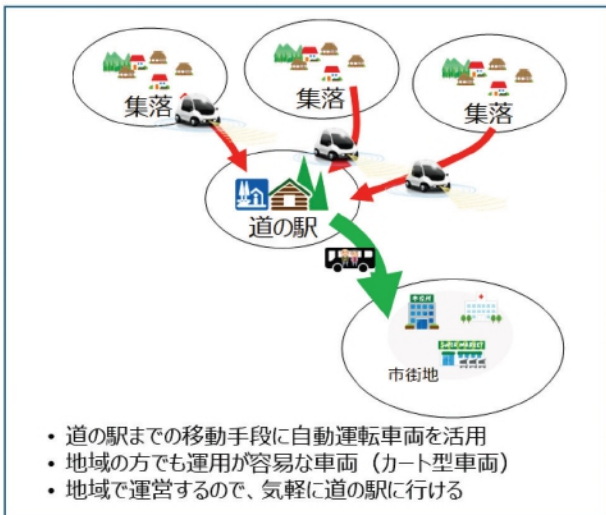 集落
集落
集落
道の駅
市役所
市街地
• 道の駅までの移動手段に自動運転車両を活用
• 地域の方でも運用が容易な車両（カート型車両）
• 地域で運営するので、気軽に道の駅に行ける